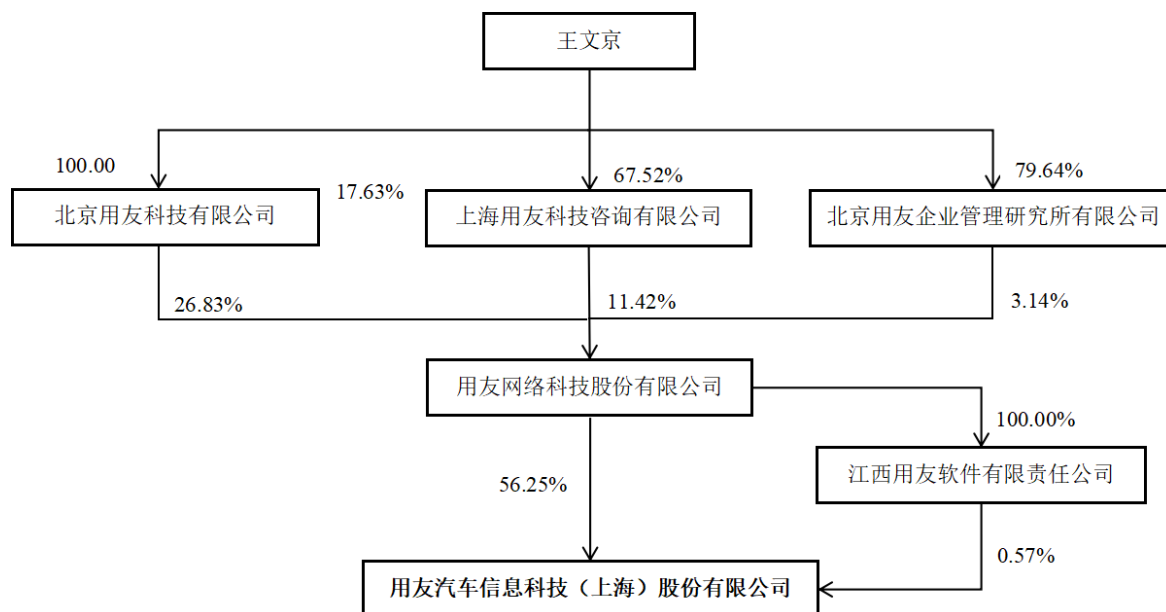 王文京
100.00
17.63%
67.52%
79.64%
北京用友科技有限公司
上海用友科技咨询有限公司
北京用友企业管理研究所有限公司
26.83%
11.42%
3.14%
用友网络科技股份有限公司
100.00%
江西用友软件有限责任公司
56.25%
0.57%
用友汽车信息科技（上海）股份有限公司